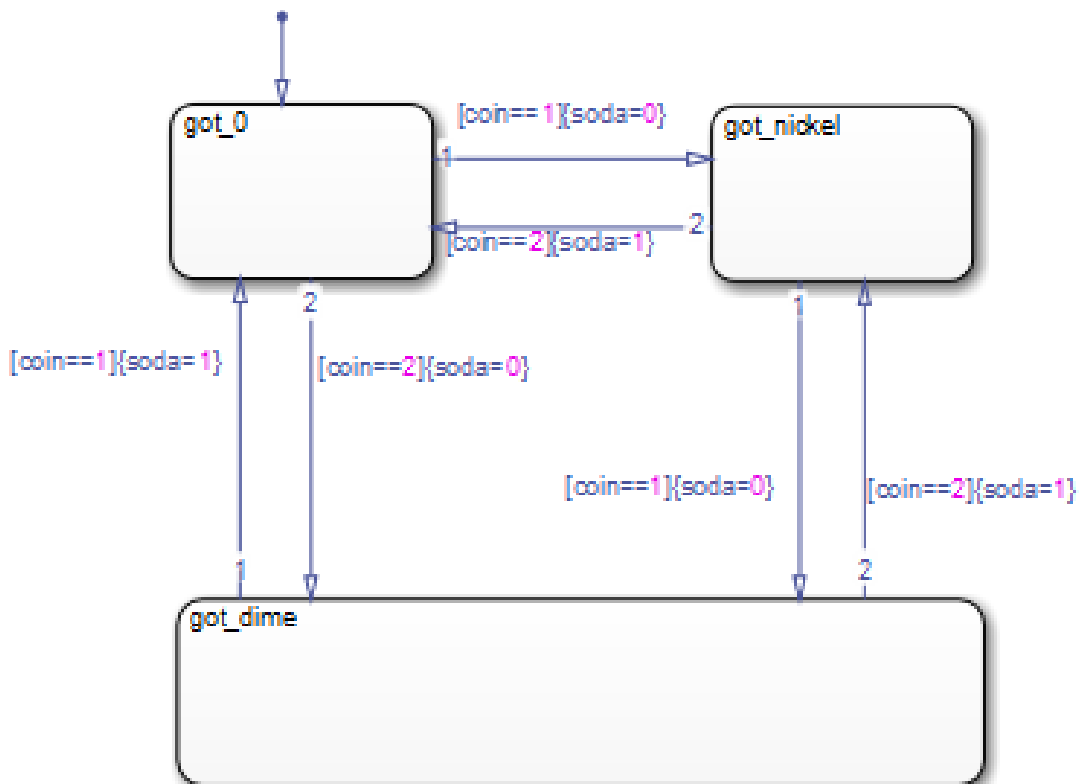 [coin==1]{soda=0}
got_0
got_nickel
1
2
[coin==2]{soda=1}
2
1
[coin==1]{soda=1}
[coin==2]{soda=0}
[coin==1]{soda=0}
[coin==2]{soda=1}
1
2
got_dime